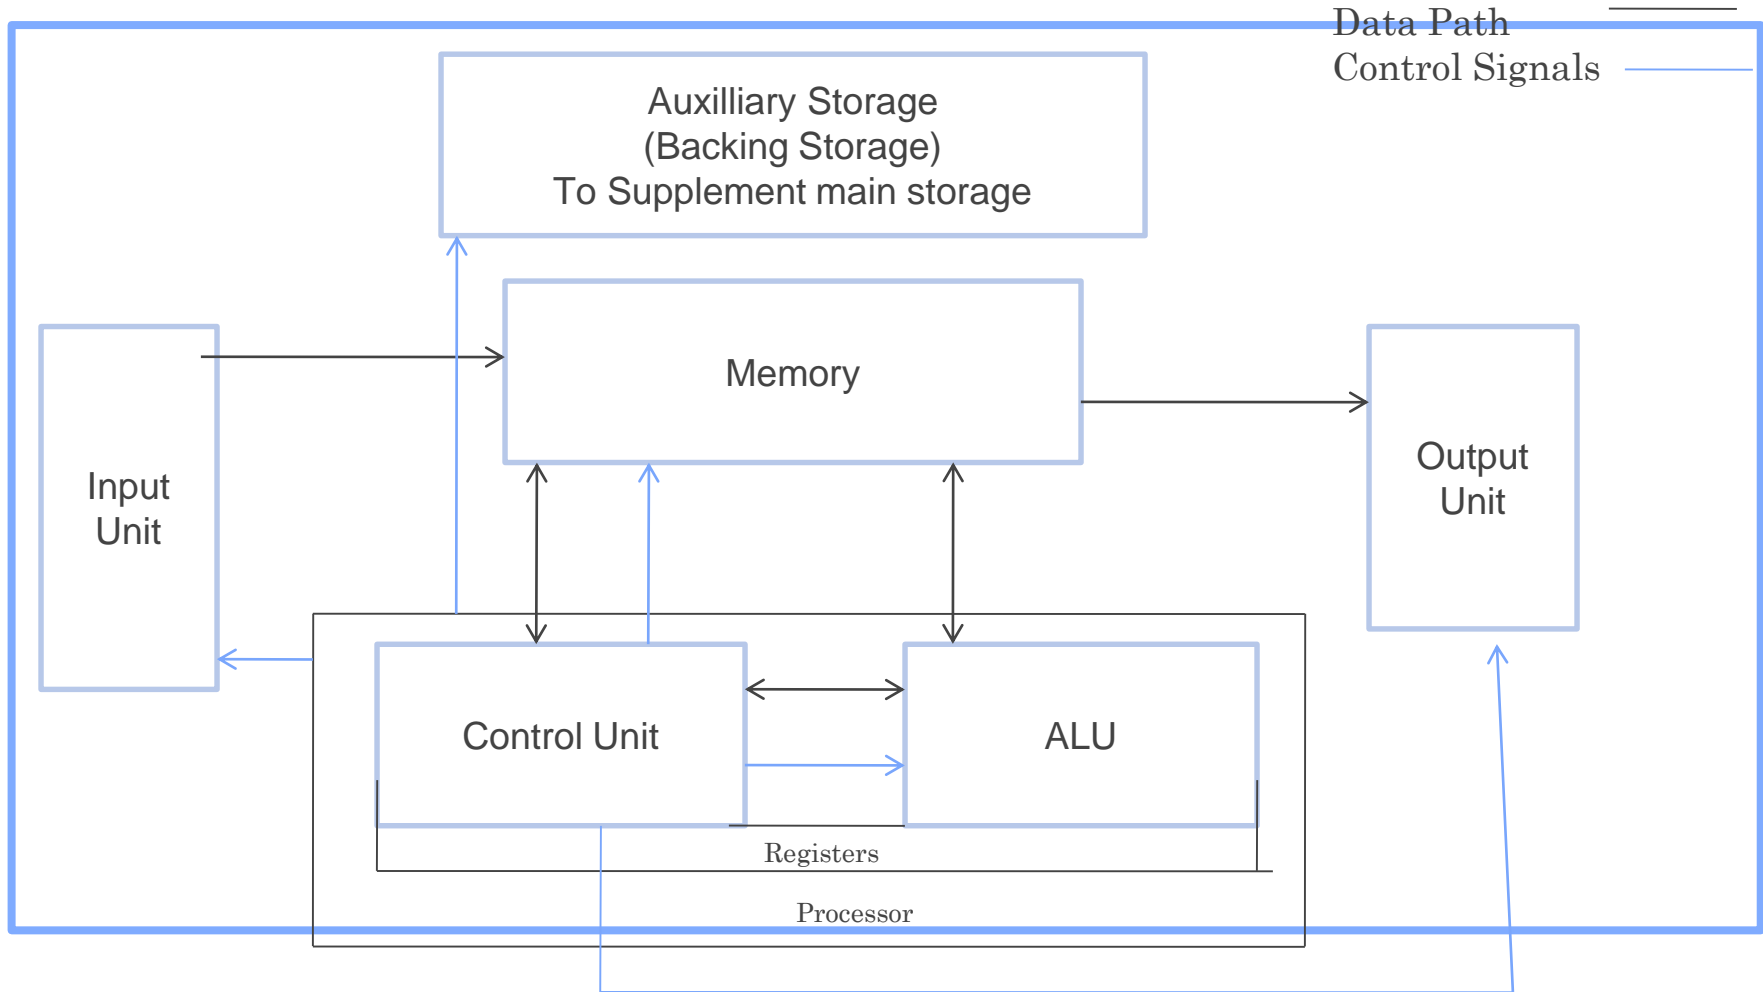 Data Path
Control Signals
Auxilliary Storage
(Backing Storage)
To Supplement main storage
Memory
Input
Unit
Output
Unit
Control Unit
ALU
Registers
Processor